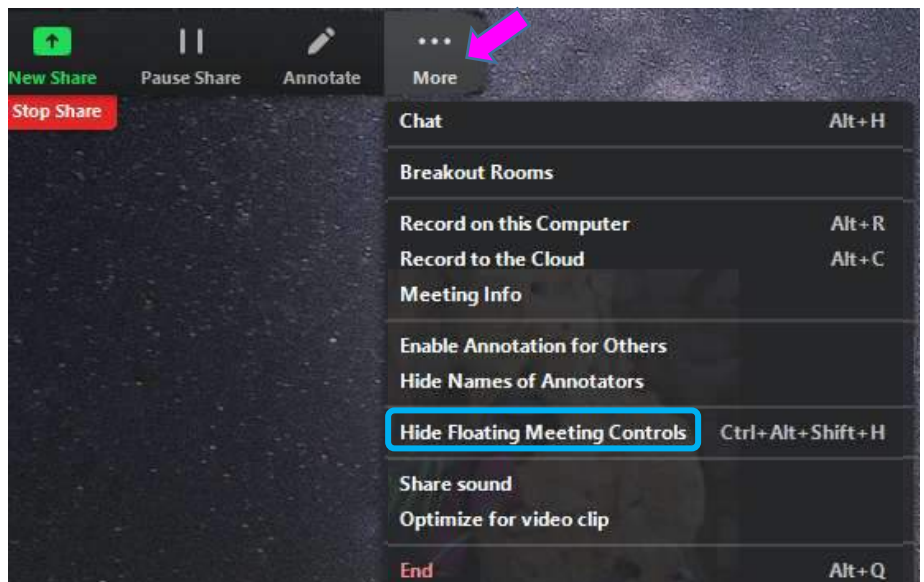 New Share Pause Share Annotate More
Stop Share
Chat Alt+H
Breakout Rooms
Record on this Computer Alt+R
Record to the Cloud Alt+C
Meeting Info
Enable Annotation for Others
Hide Names of Annotators
Hide Floating Meeting Controls Ctrl+Alt+Shift+H
Share sound
Optimize for video clip
End Alt+Q